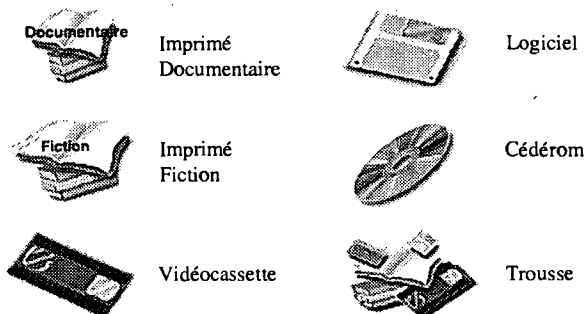 Documentaire
Imprimé
Documentaire
Logiciel
Fiction
Imprimé
Fiction
Cédérom
Vidéocassette
Trousse